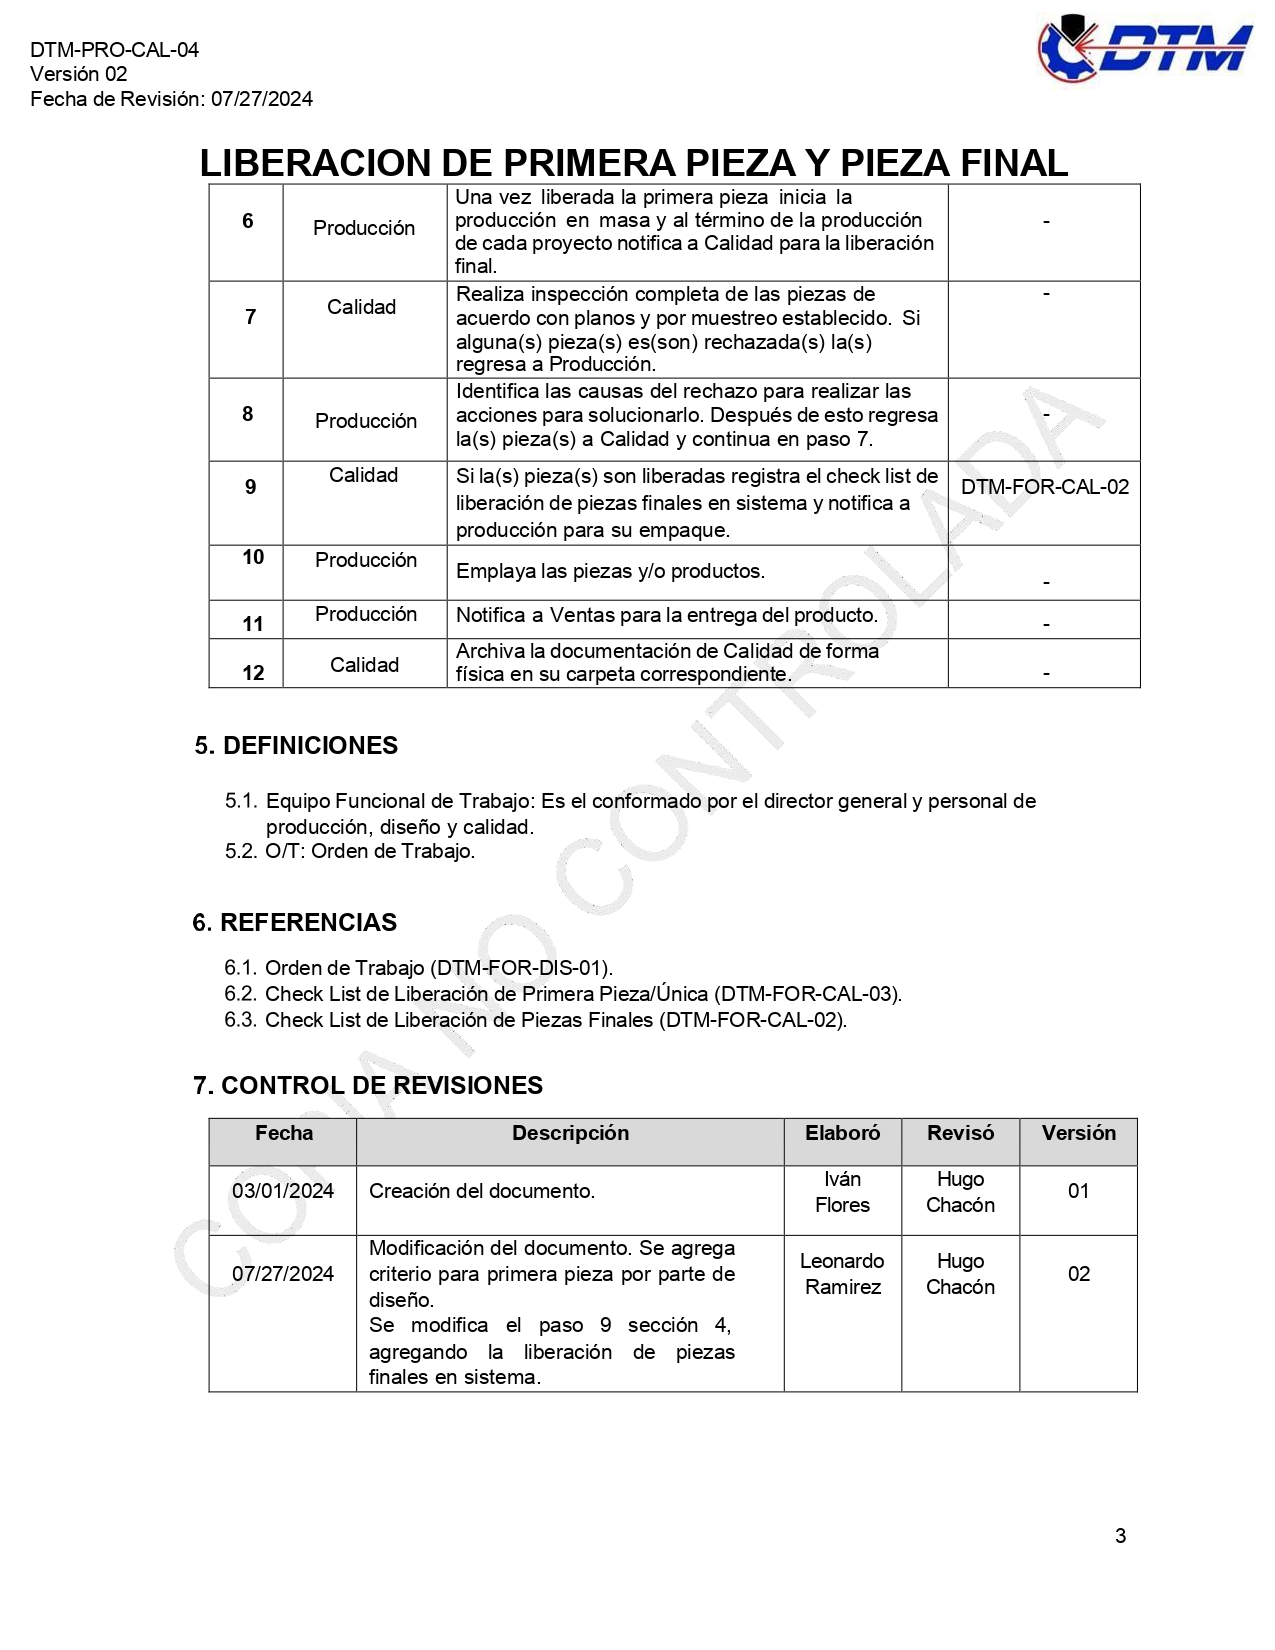 DTM-PRO-CAL-04
Versión 02
Fecha de Revisión: 07/27/2024
DTM
LIBERACION DE PRIMERA PIEZA Y PIEZA FINAL
6
Producción
Una vez liberada la primera pieza inicia la
producción en masa y al término de la producción
de cada proyecto notifica a Calidad para la liberación
final.
-
7
Calidad
Realiza inspección completa de las piezas de
acuerdo con planos y por muestreo establecido. Si
alguna(s) pieza(s) es(son) rechazada(s) la(s)
regresa a Producción.
-
8
Producción
Identifica las causas del rechazo para realizar las
acciones para solucionarlo. Después de esto regresa
la(s) pieza(s) a Calidad y continua en paso 7.
-
9
Calidad
Si la(s) pieza(s) son liberadas registra el check list de
liberación de piezas finales en sistema y notifica a
producción para su empaque.
DTM-FOR-CAL-02
10
Producción
Emplaya las piezas y/o productos.
-
11
Producción
Notifica a Ventas para la entrega del producto.
-
12
Calidad
Archiva la documentación de Calidad de forma
física en su carpeta correspondiente.
-
5. DEFINICIONES
5.1. Equipo Funcional de Trabajo: Es el conformado por el director general y personal de
producción, diseño y calidad.
5.2. O/T: Orden de Trabajo.
6. REFERENCIAS
6.1. Orden de Trabajo (DTM-FOR-DIS-01).
6.2. Check List de Liberación de Primera Pieza/Única (DTM-FOR-CAL-03).
6.3. Check List de Liberación de Piezas Finales (DTM-FOR-CAL-02).
7. CONTROL DE REVISIONES
Fecha Descripción Elaboró Revisó Versión
03/01/2024
Creación del documento.
Iván
Flores
Hugo
Chacón
01
07/27/2024
Modificación del documento. Se agrega
criterio para primera pieza por parte de
diseño.
Se modifica el paso 9 sección 4,
agregando la liberación de piezas
finales en sistema.
Leonardo
Ramirez
Hugo
Chacón
02
COPIA NO CONTROLADA
3